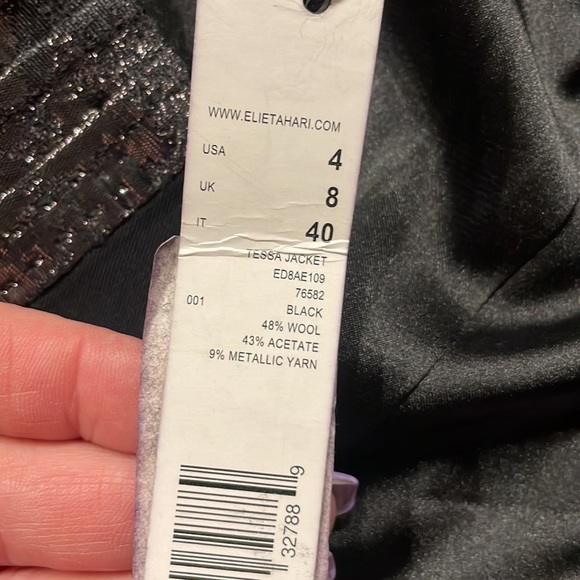 WWW.ELIETAHARI.COM
USA 4
UK 8
IT 40
TESSA JACKET
ED8AE109
76582
001 BLACK
48% WOOL
43% ACETATE
9% METALLIC YARN
32788 9